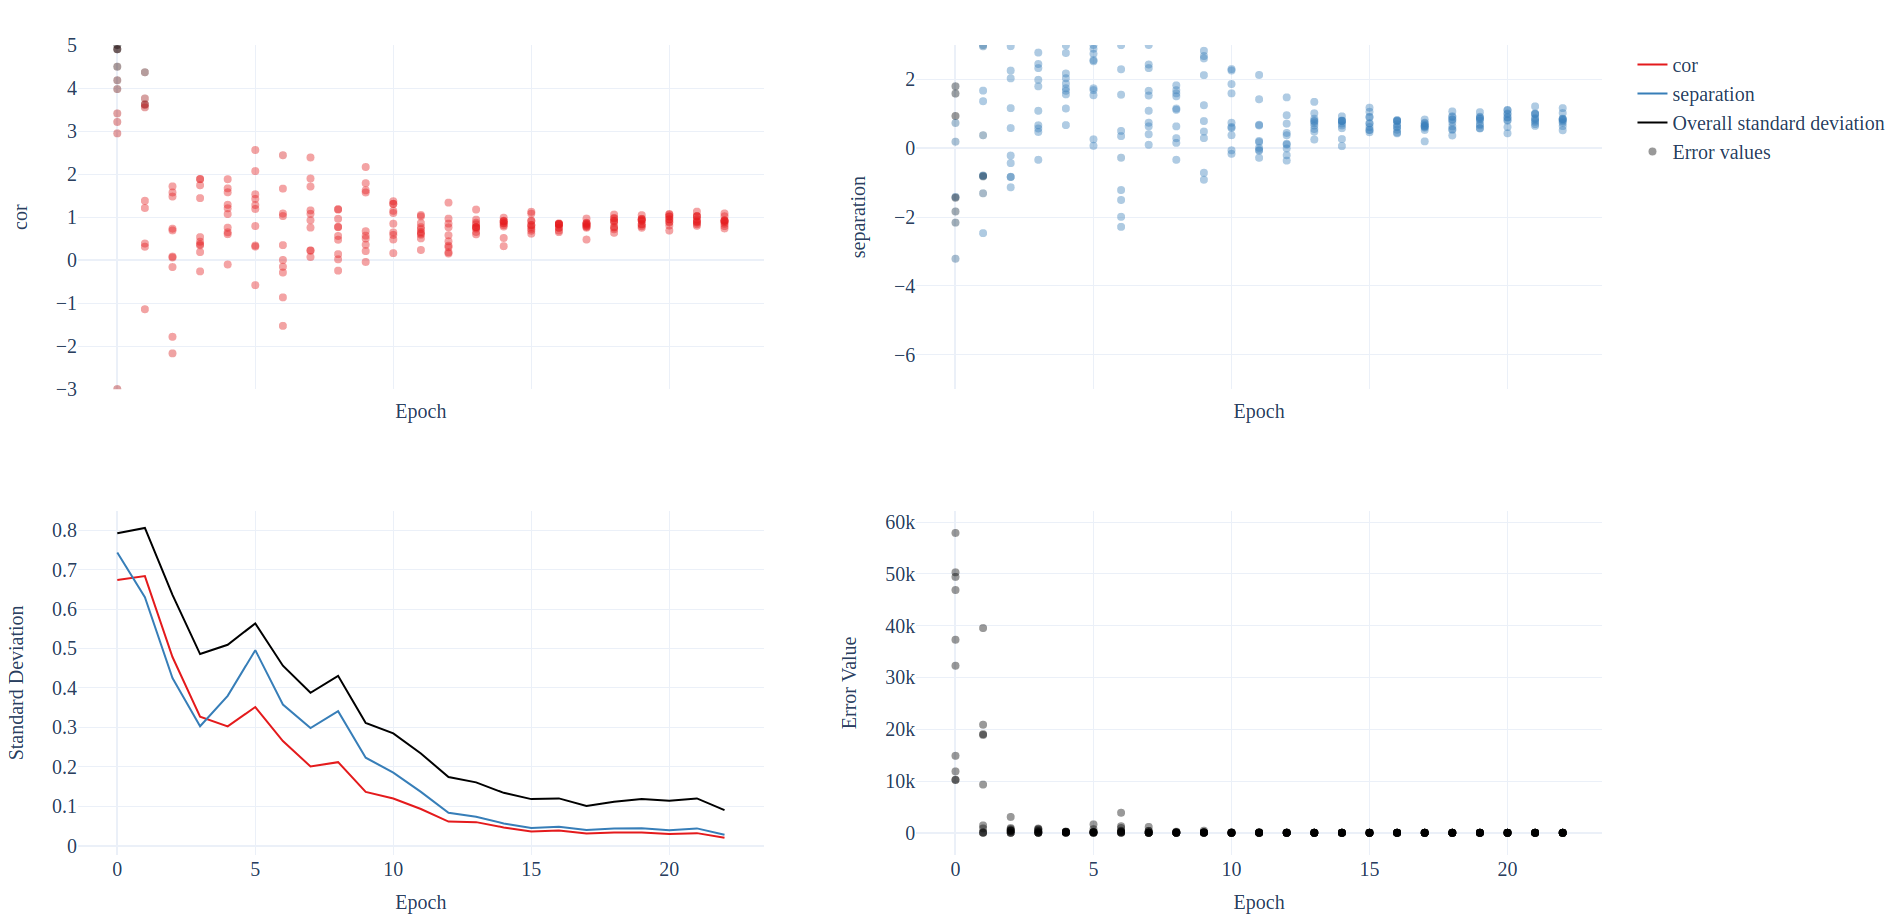 5
4
3
2
1
0
−1
−2
−3
cor
Epoch
2
0
−2
−4
−6
separation
Epoch
cor
separation
Overall standard deviation
Error values
0.8
0.7
0.6
0.5
0.4
0.3
0.2
0.1
0
Standard Deviation
0 5 10 15 20
Epoch
60k
50k
40k
30k
20k
10k
0
Error Value
0 5 10 15 20
Epoch